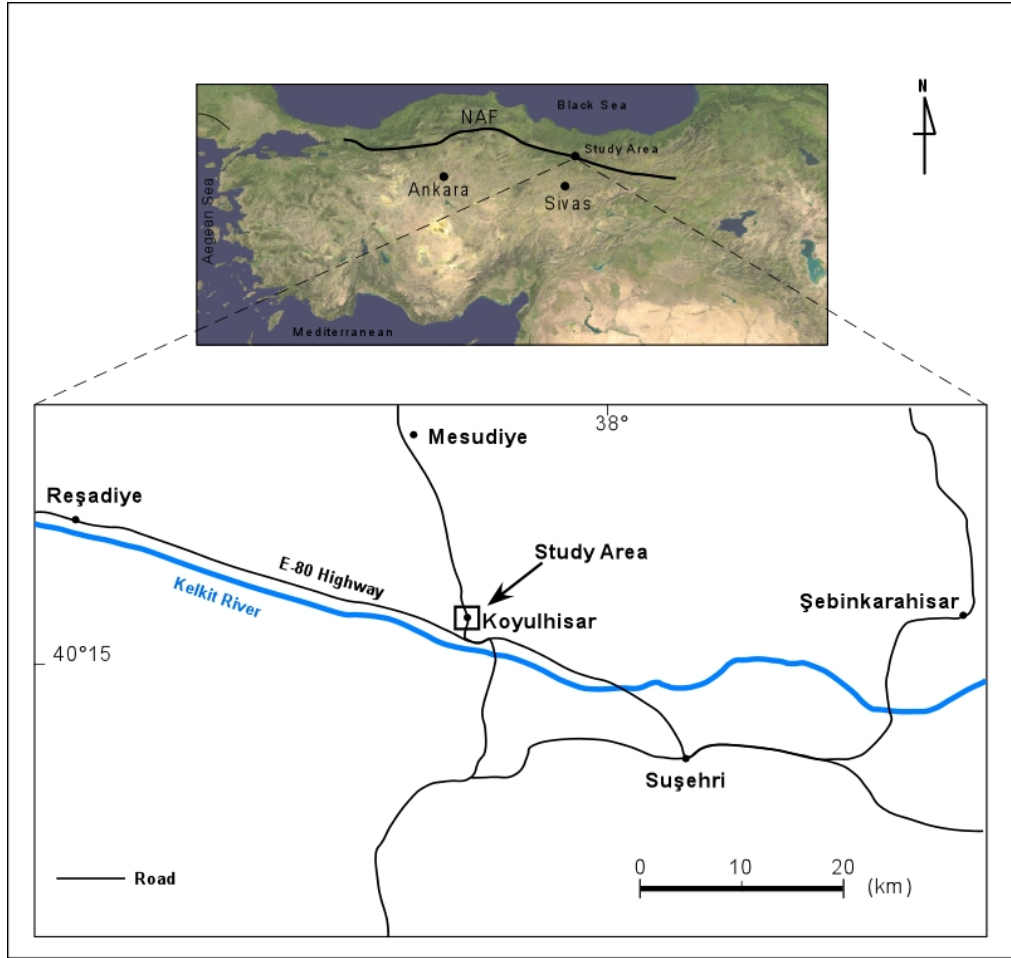 N
Black Sea
NAF
Study Area
Ankara
Sivas
Aegean Sea
Mediterranean
38°
Mesudiye
Reşadiye
E-80 Highway
Study Area
Kelkit River
Koyulhisar
Şebinkarahisar
40°15
Suşehri
Road
0 10 20
(km)